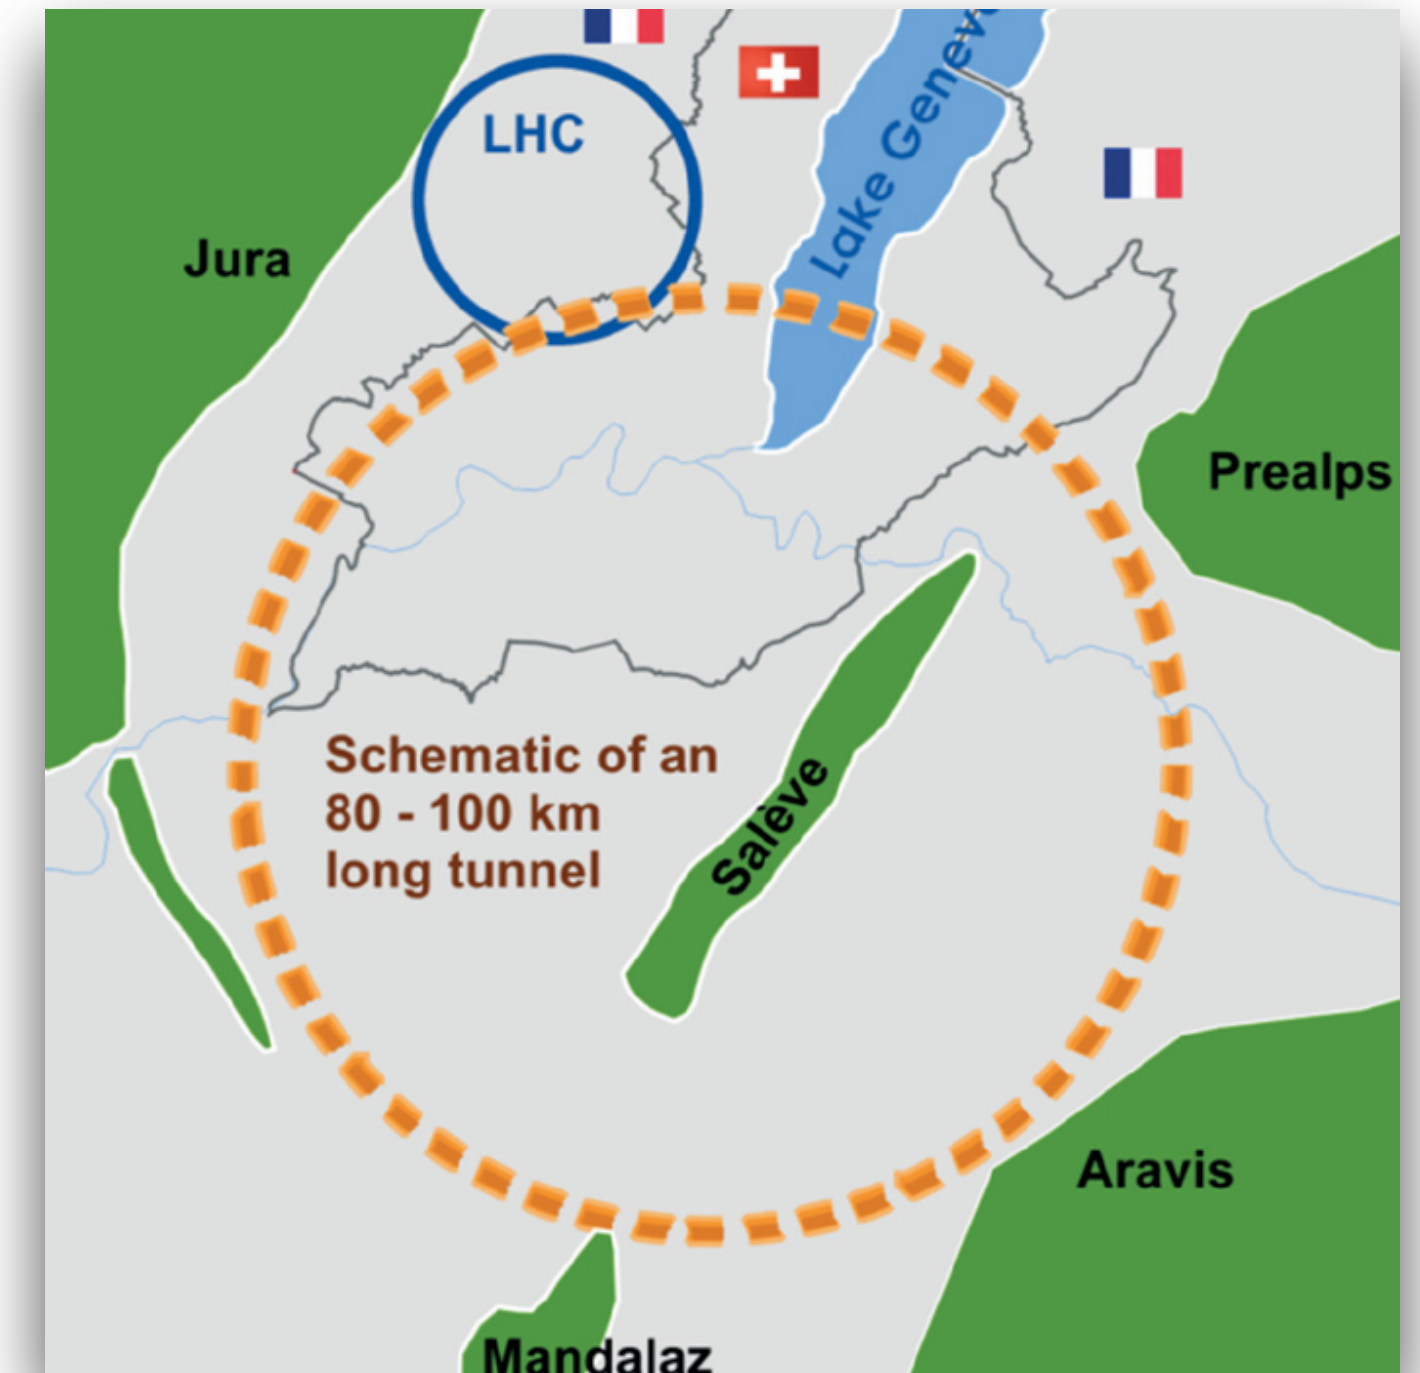 LHC
Lake Geneva
Jura
Prealps
Schematic of an
80 - 100 km
long tunnel
Salève
Aravis
Mandalaz